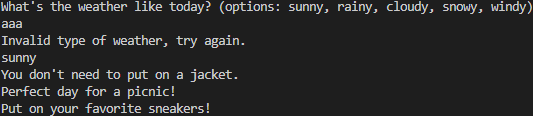 What's the weather like today? (options: sunny, rainy, cloudy, snowy, windy)
aaa
Invalid type of weather, try again.
sunny
You don't need to put on a jacket.
Perfect day for a picnic!
Put on your favorite sneakers!